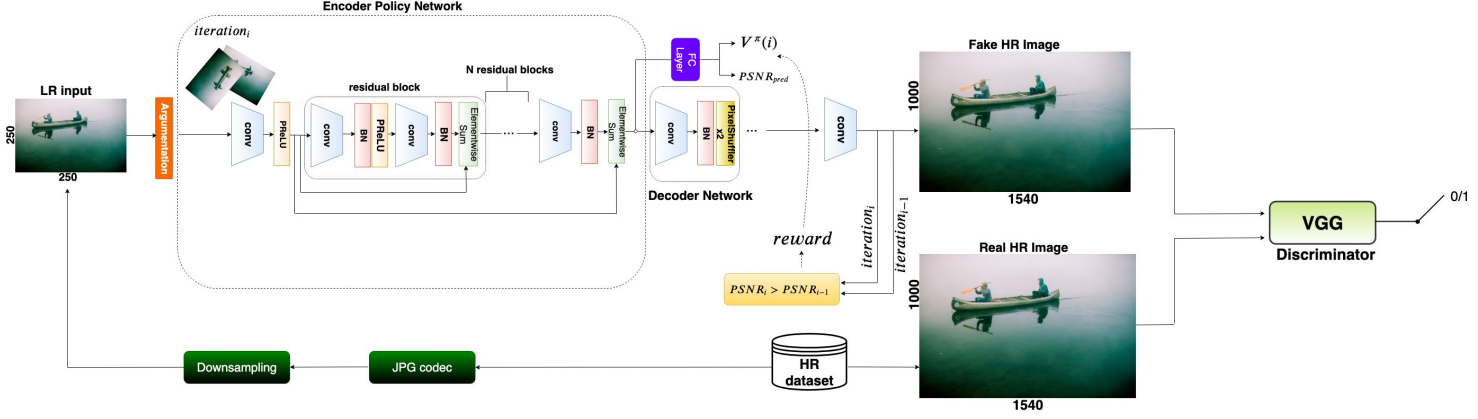 Encoder Policy Network
iteration_i
LR input
250
250
Argumentation
conv
PReLU
residual block
conv
BN
PReLU
conv
BN
Elementwise
Sum
N residual blocks
......
conv
BN
Elementwise
Sum
FC
Layer
V^π(i)
PSNR_pred
conv
BN
PixelShuffler
x2
Decoder Network
...
conv
iteration_i
iteration_{i−1}
reward
PSNR_i > PSNR_{i−1}
Fake HR Image
1000
1540
Real HR Image
1000
1540
VGG
Discriminator
0/1
HR
dataset
JPG codec
Downsampling